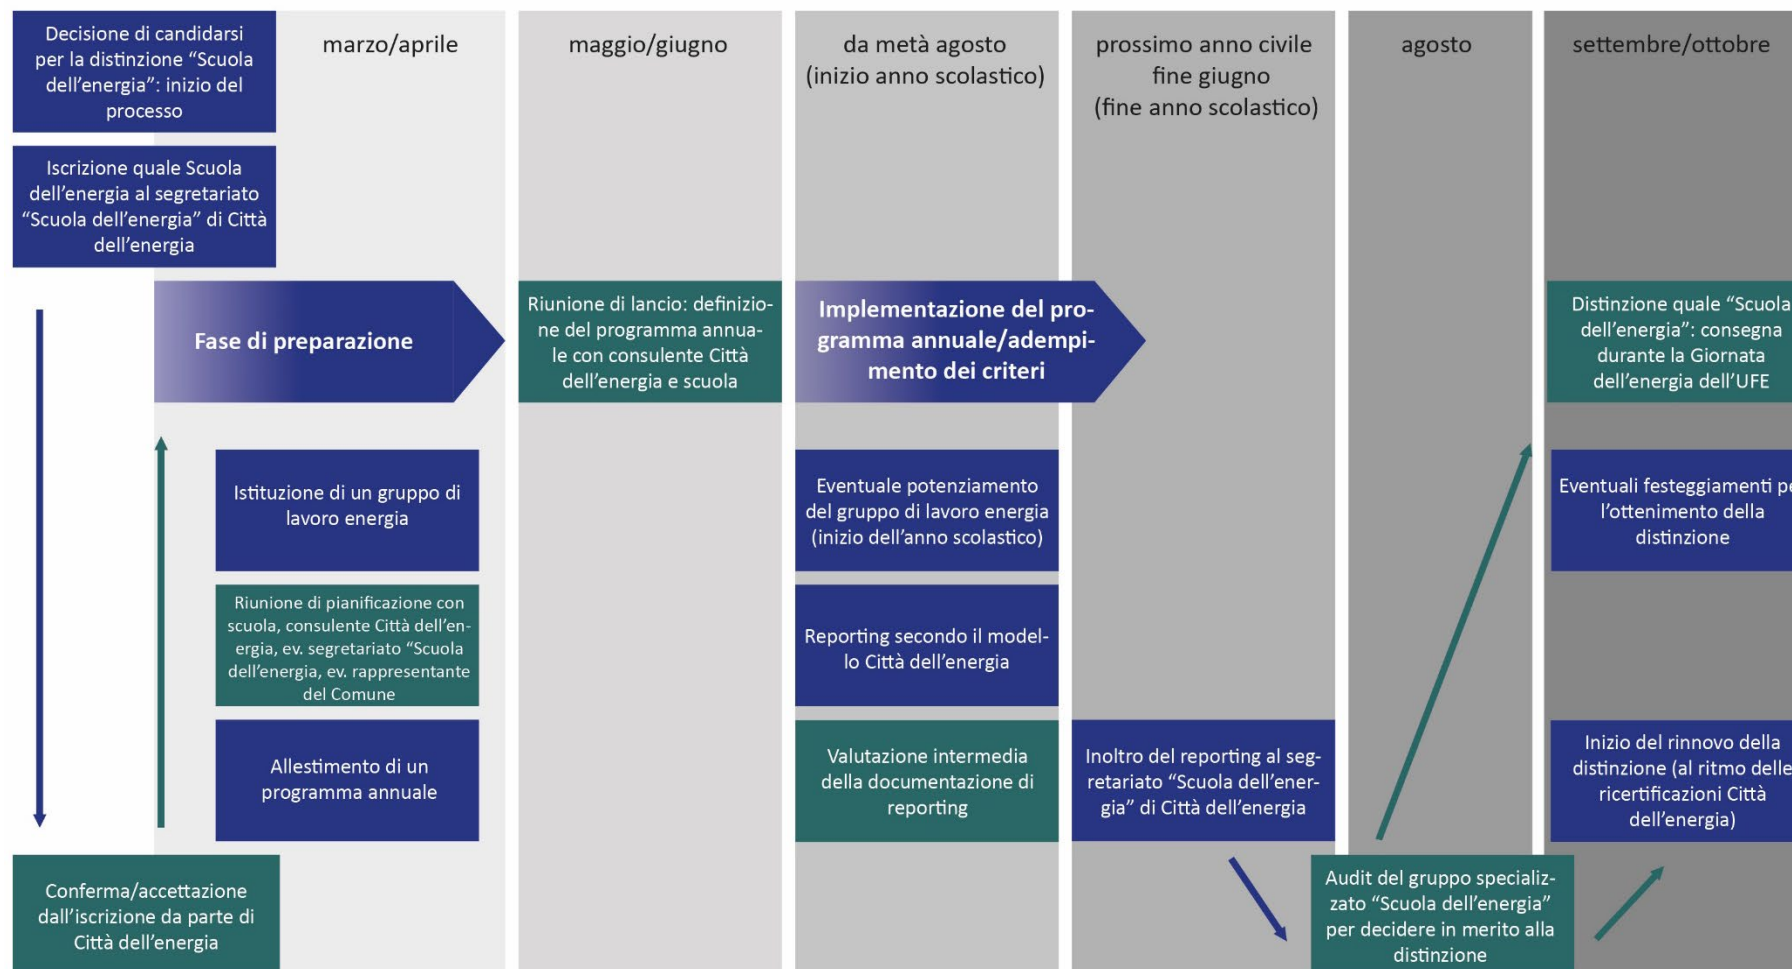 Decisione di candidarsi
per la distinzione “Scuola
dell’energia”: inizio del
processo
marzo/aprile
maggio/giugno
da metà agosto
(inizio anno scolastico)
prossimo anno civile
fine giugno
(fine anno scolastico)
agosto
settembre/ottobre
Iscrizione quale Scuola
dell’energia al segretariato
“Scuola dell’energia” di Città
dell’energia
Fase di preparazione
Riunione di lancio: definizio-
ne del programma annua-
le con consulente Città
dell’energia e scuola
Implementazione del pro-
gramma annuale/adempi-
mento dei criteri
Distinzione quale “Scuola
dell’energia”: consegna
durante la Giornata
dell’energia dell’UFE
Istituzione di un gruppo di
lavoro energia
Eventuale potenziamento
del gruppo di lavoro energia
(inizio dell’anno scolastico)
Eventuali festeggiamenti pe
l’ottenimento della
distinzione
Riunione di pianificazione con
scuola, consulente Città dell’en-
ergia, ev. segretariato “Scuola
dell’energia, ev. rappresentante
del Comune
Reporting secondo il model-
lo Città dell’energia
Allestimento di un
programma annuale
Valutazione intermedia
della documentazione di
reporting
Inoltro del reporting al seg-
retariato “Scuola dell’ener-
gia” di Città dell’energia
Inizio del rinnovo della
distinzione (al ritmo delle
ricertificazioni Città
dell’energia)
Conferma/accettazione
dall’iscrizione da parte di
Città dell’energia
Audit del gruppo specializ-
zato “Scuola dell’energia”
per decidere in merito alla
distinzione